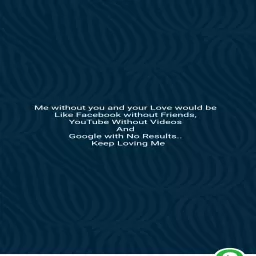 Me without you and your Love would be
Like Facebook without Friends,
YouTube Without Videos
And
Google with No Results..
Keep Loving Me